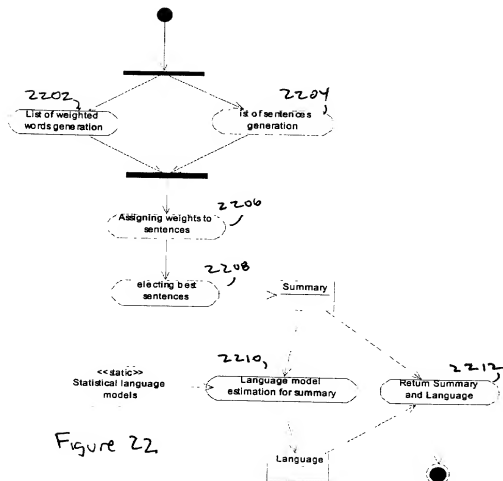 2202
2204
List of weighted
words generation
ist of sentences
generation
2206
Assigning weights to
sentences
2208
electing best
sentences
Summary
2210
2212
<<static>>
Statistical language
models
Language model
estimation for summary
Return Summary
and Language
Figure 22
Language